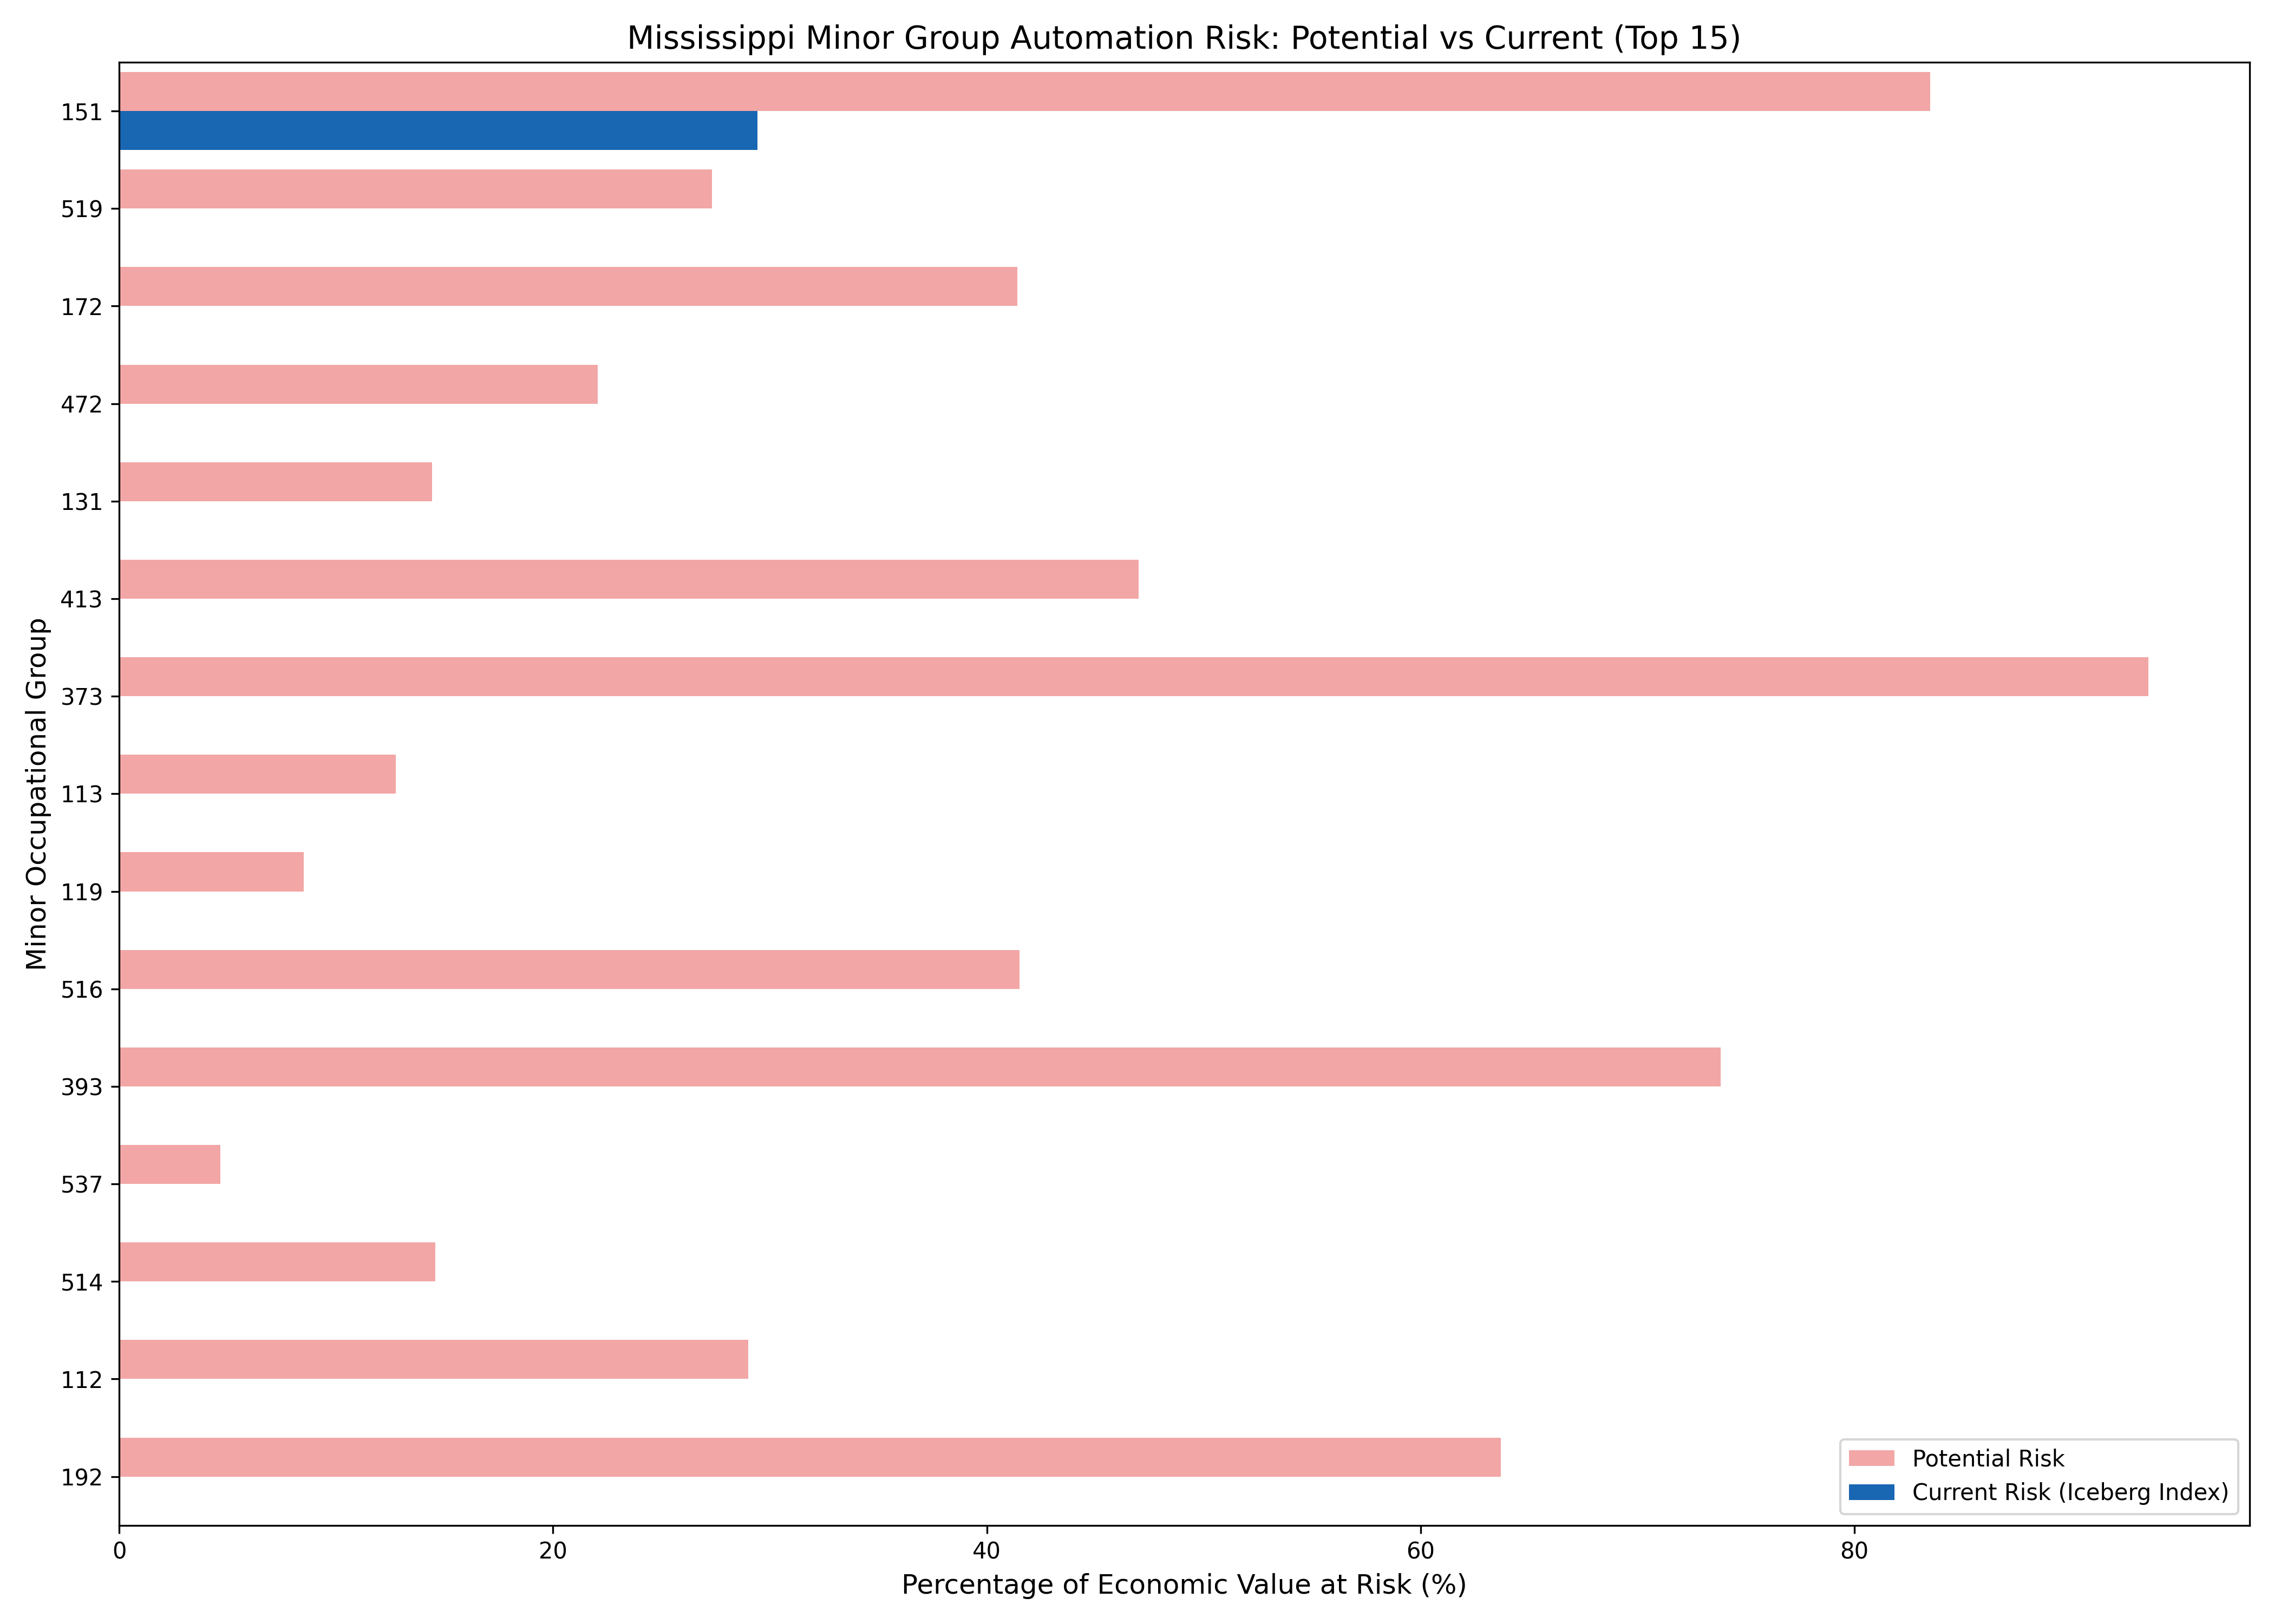 Mississippi Minor Group Automation Risk: Potential vs Current (Top 15)
Minor Occupational Group
151
519
172
472
131
413
373
113
119
516
393
537
514
112
192
Potential Risk
Current Risk (Iceberg Index)
0 20 40 60 80
Percentage of Economic Value at Risk (%)